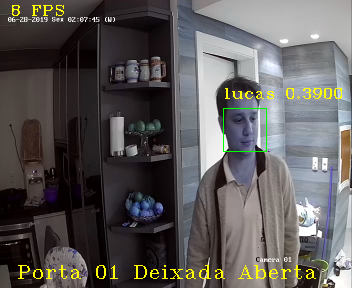 8 FPS
06-28-2019 Sex 02:07:45 (W)
lucas 0.3900
Camera 01
Porta 01 Deixada Aberta